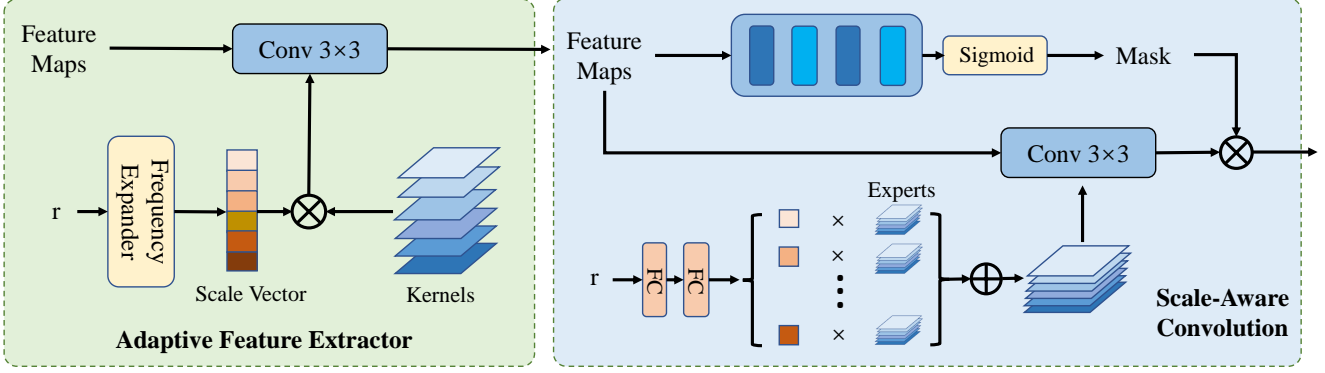 Feature
Maps
Conv 3×3
r
Frequency
Expander
Scale Vector
Kernels
Adaptive Feature Extractor
Feature
Maps
Sigmoid
Mask
Conv 3×3
Experts
r
FC
FC
×
×
×
Scale-Aware
Convolution